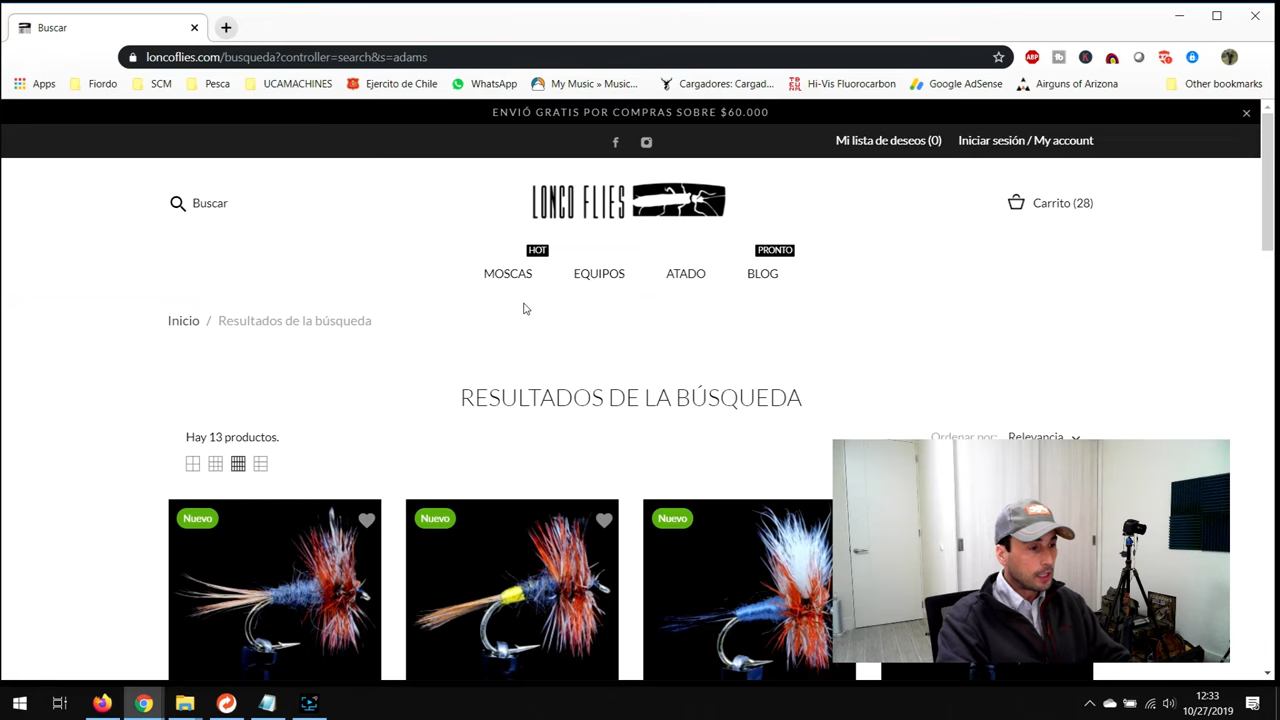 Buscar
loncoflies.com/busqueda?controller=search&s=adams
ABP
Apps
Fiordo
SCM
Pesca
UCAMACHINES
Ejercito de Chile
WhatsApp
My Music » Music...
Cargadores: Cargad...
Hi-Vis Fluorocarbon
Google AdSense
Airguns of Arizona
Other bookmarks
ENVIÓ GRATIS POR COMPRAS SOBRE $60.000
Mi lista de deseos (0)
Iniciar sesión / My account
Buscar
LONCO FLIES
Carrito (28)
HOT
PRONTO
MOSCAS
EQUIPOS
ATADO
BLOG
Inicio / Resultados de la búsqueda
RESULTADOS DE LA BÚSQUEDA
Hay 13 productos.
Ordenar por:
Relevancia
Nuevo
Nuevo
Nuevo
12:33
10/27/2019